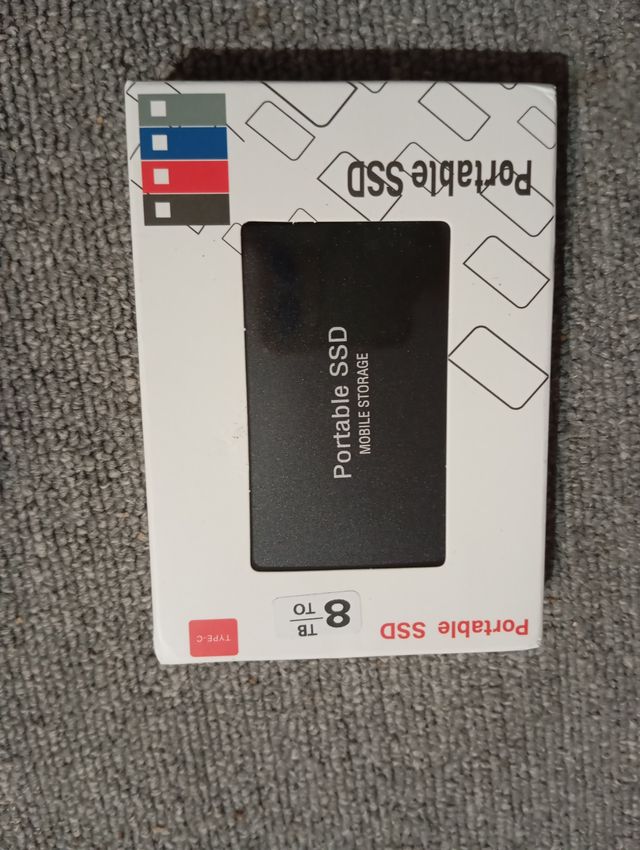 Portable SSD
Portable SSD
MOBILE STORAGE
Portable SSD
8 TB
TO
TYPE-C